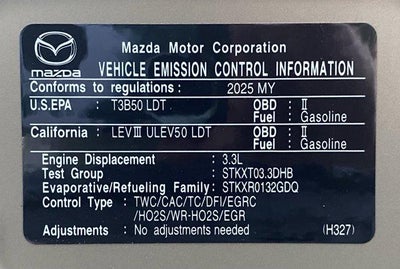 Mazda Motor Corporation
mazda VEHICLE EMISSION CONTROL INFORMATION
Conforms to regulations: 2025 MY
U.S.EPA : T3B50 LDT OBD : II
Fuel : Gasoline
California : LEVIII ULEV50 LDT OBD : II
Fuel : Gasoline
Engine Displacement : 3.3L
Test Group : STKXT03.3DHB
Evaporative/Refueling Family: STKXR0132GDQ
Control Type : TWC/CAC/TC/DFI/EGRC
/HO2S/WR-HO2S/EGR
Adjustments : No adjustments needed (H327)